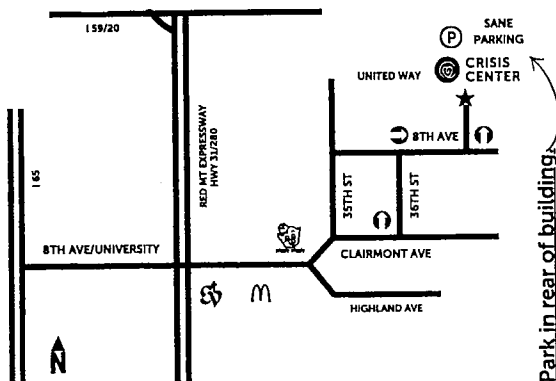 I 59/20
SANE
PARKING
P
CRISIS
CENTER
UNITED WAY
8TH AVE
I 65
RED MT EXPRESSWAY
HWY 31/280
35TH ST
36TH ST
8TH AVE/UNIVERSITY
CLAIRMONT AVE
HIGHLAND AVE
N
Park in rear of building